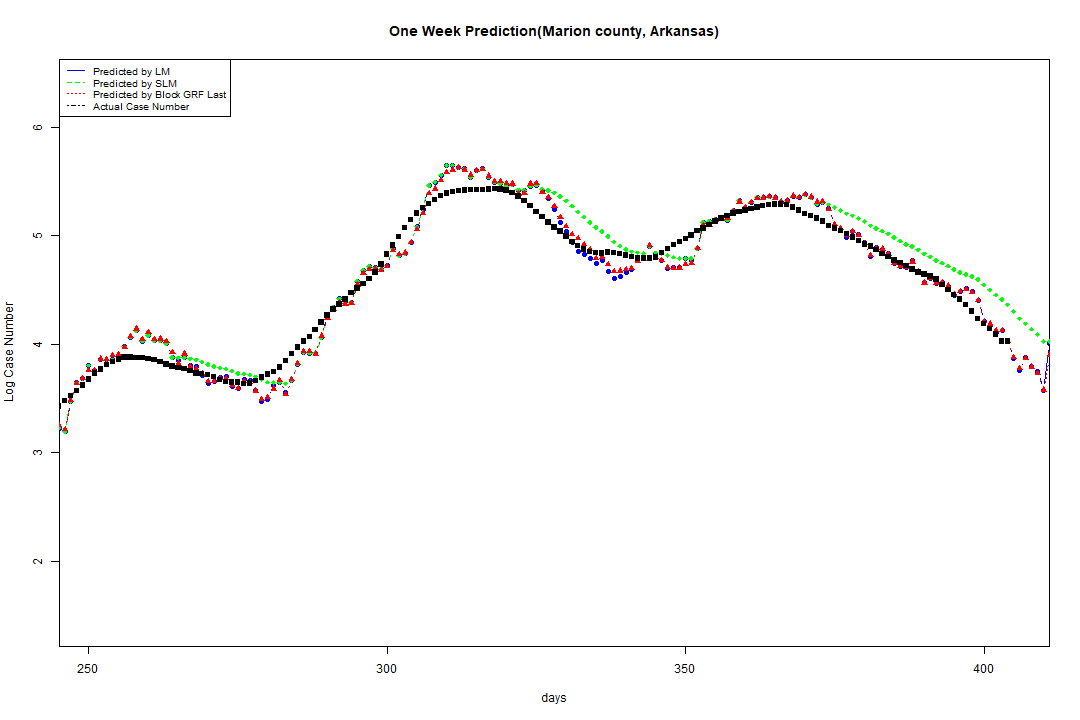 One Week Prediction(Marion county, Arkansas)
Predicted by LM
Predicted by SLM
Predicted by Block GRF Last
Actual Case Number
6
5
4
3
2
Log Case Number
250
300
350
400
days